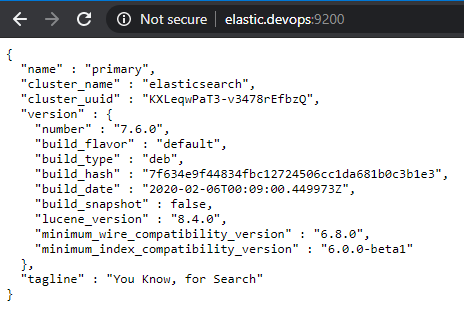 Not secure | elastic.devops:9200
{
  "name" : "primary",
  "cluster_name" : "elasticsearch",
  "cluster_uuid" : "KXLeqwPaT3-v3478rEfbzQ",
  "version" : {
    "number" : "7.6.0",
    "build_flavor" : "default",
    "build_type" : "deb",
    "build_hash" : "7f634e9f44834fbc12724506cc1da681b0c3b1e3",
    "build_date" : "2020-02-06T00:09:00.449973Z",
    "build_snapshot" : false,
    "lucene_version" : "8.4.0",
    "minimum_wire_compatibility_version" : "6.8.0",
    "minimum_index_compatibility_version" : "6.0.0-beta1"
  },
  "tagline" : "You Know, for Search"
}